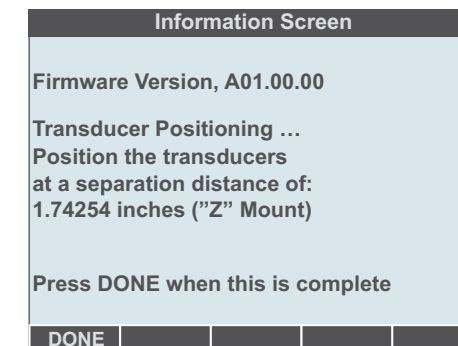 Information Screen
Firmware Version, A01.00.00
Transducer Positioning …
Position the transducers
at a separation distance of:
1.74254 inches (”Z” Mount)
Press DONE when this is complete
DONE